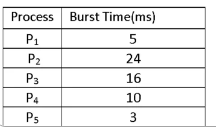 Process Burst Time(ms)
P₁ 5
P₂ 24
P₃ 16
P₄ 10
P₅ 3